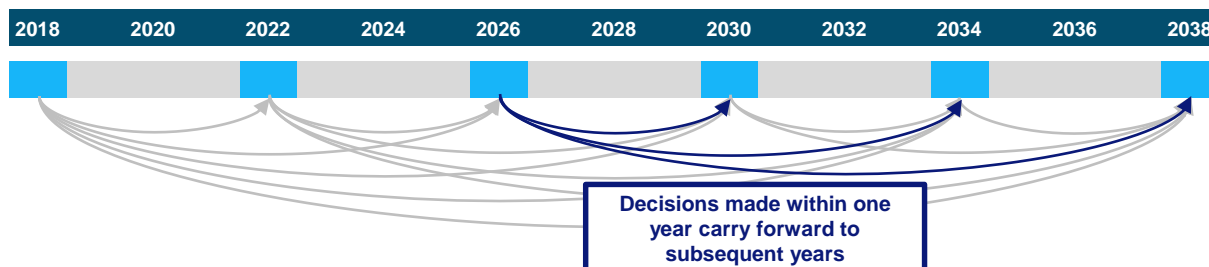 2018 2020 2022 2024 2026 2028 2030 2032 2034 2036 2038
Decisions made within one
year carry forward to
subsequent years